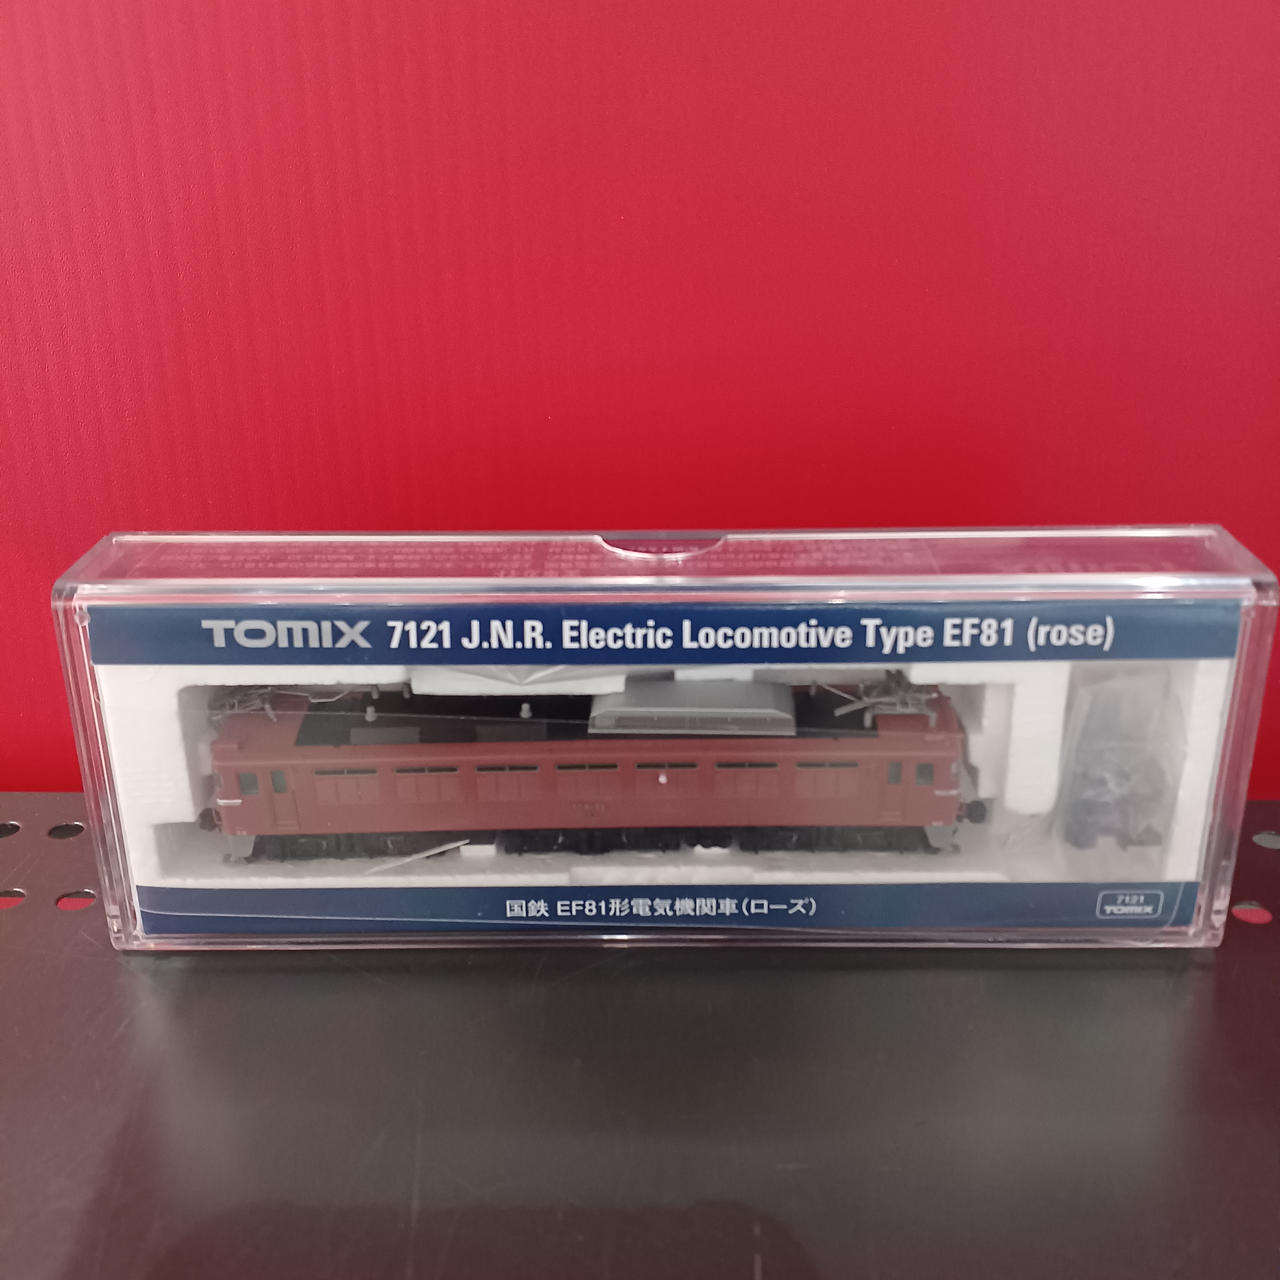 TOMIX 7121 J.N.R. Electric Locomotive Type EF81 (rose)
国鉄 EF81形電気機関車(ローズ)
7121
TOMIX